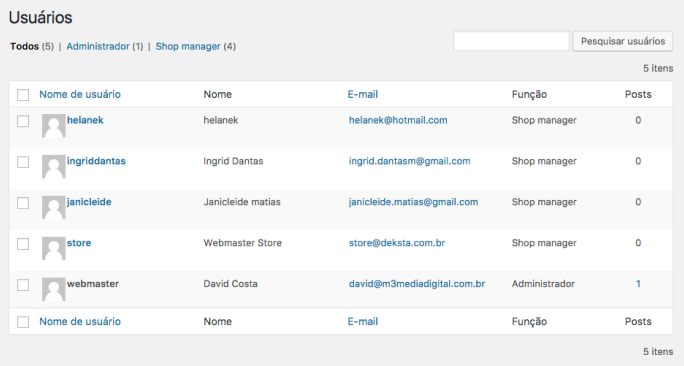 Usuários
Todos (5) | Administrador (1) | Shop manager (4)
Pesquisar usuários
5 itens
Nome de usuário Nome E-mail Função Posts
helanek helanek helanek@hotmail.com Shop manager 0
ingriddantas Ingrid Dantas ingrid.dantasm@gmail.com Shop manager 0
janicleide Janicleide matias janicleide.matias@gmail.com Shop manager 0
store Webmaster Store store@deksta.com.br Shop manager 0
webmaster David Costa david@m3mediadigital.com.br Administrador 1
Nome de usuário Nome E-mail Função Posts
5 itens